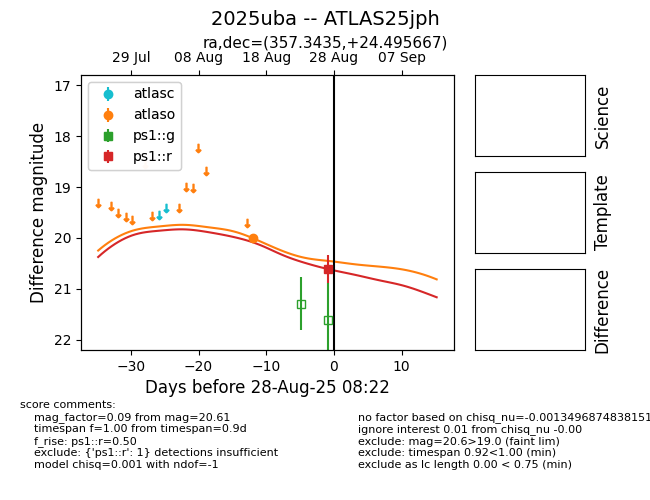 2025uba -- ATLAS25jph
ra,dec=(357.3435,+24.495667)
29 Jul 08 Aug 18 Aug 28 Aug 07 Sep
17
18
19
20
21
22
Difference magnitude
atlasc
atlaso
ps1::g
ps1::r
−30 −20 −10 0 10
Days before 28-Aug-25 08:22
Science
Template
Difference
score comments:
mag_factor=0.09 from mag=20.61
timespan f=1.00 from timespan=0.9d
f_rise: ps1::r=0.50
exclude: {'ps1::r': 1} detections insufficient
model chisq=0.001 with ndof=-1
no factor based on chisq_nu=-0.0013496874838151
ignore interest 0.01 from chisq_nu -0.00
exclude: mag=20.6>19.0 (faint lim)
exclude: timespan 0.92<1.00 (min)
exclude as lc length 0.00 < 0.75 (min)